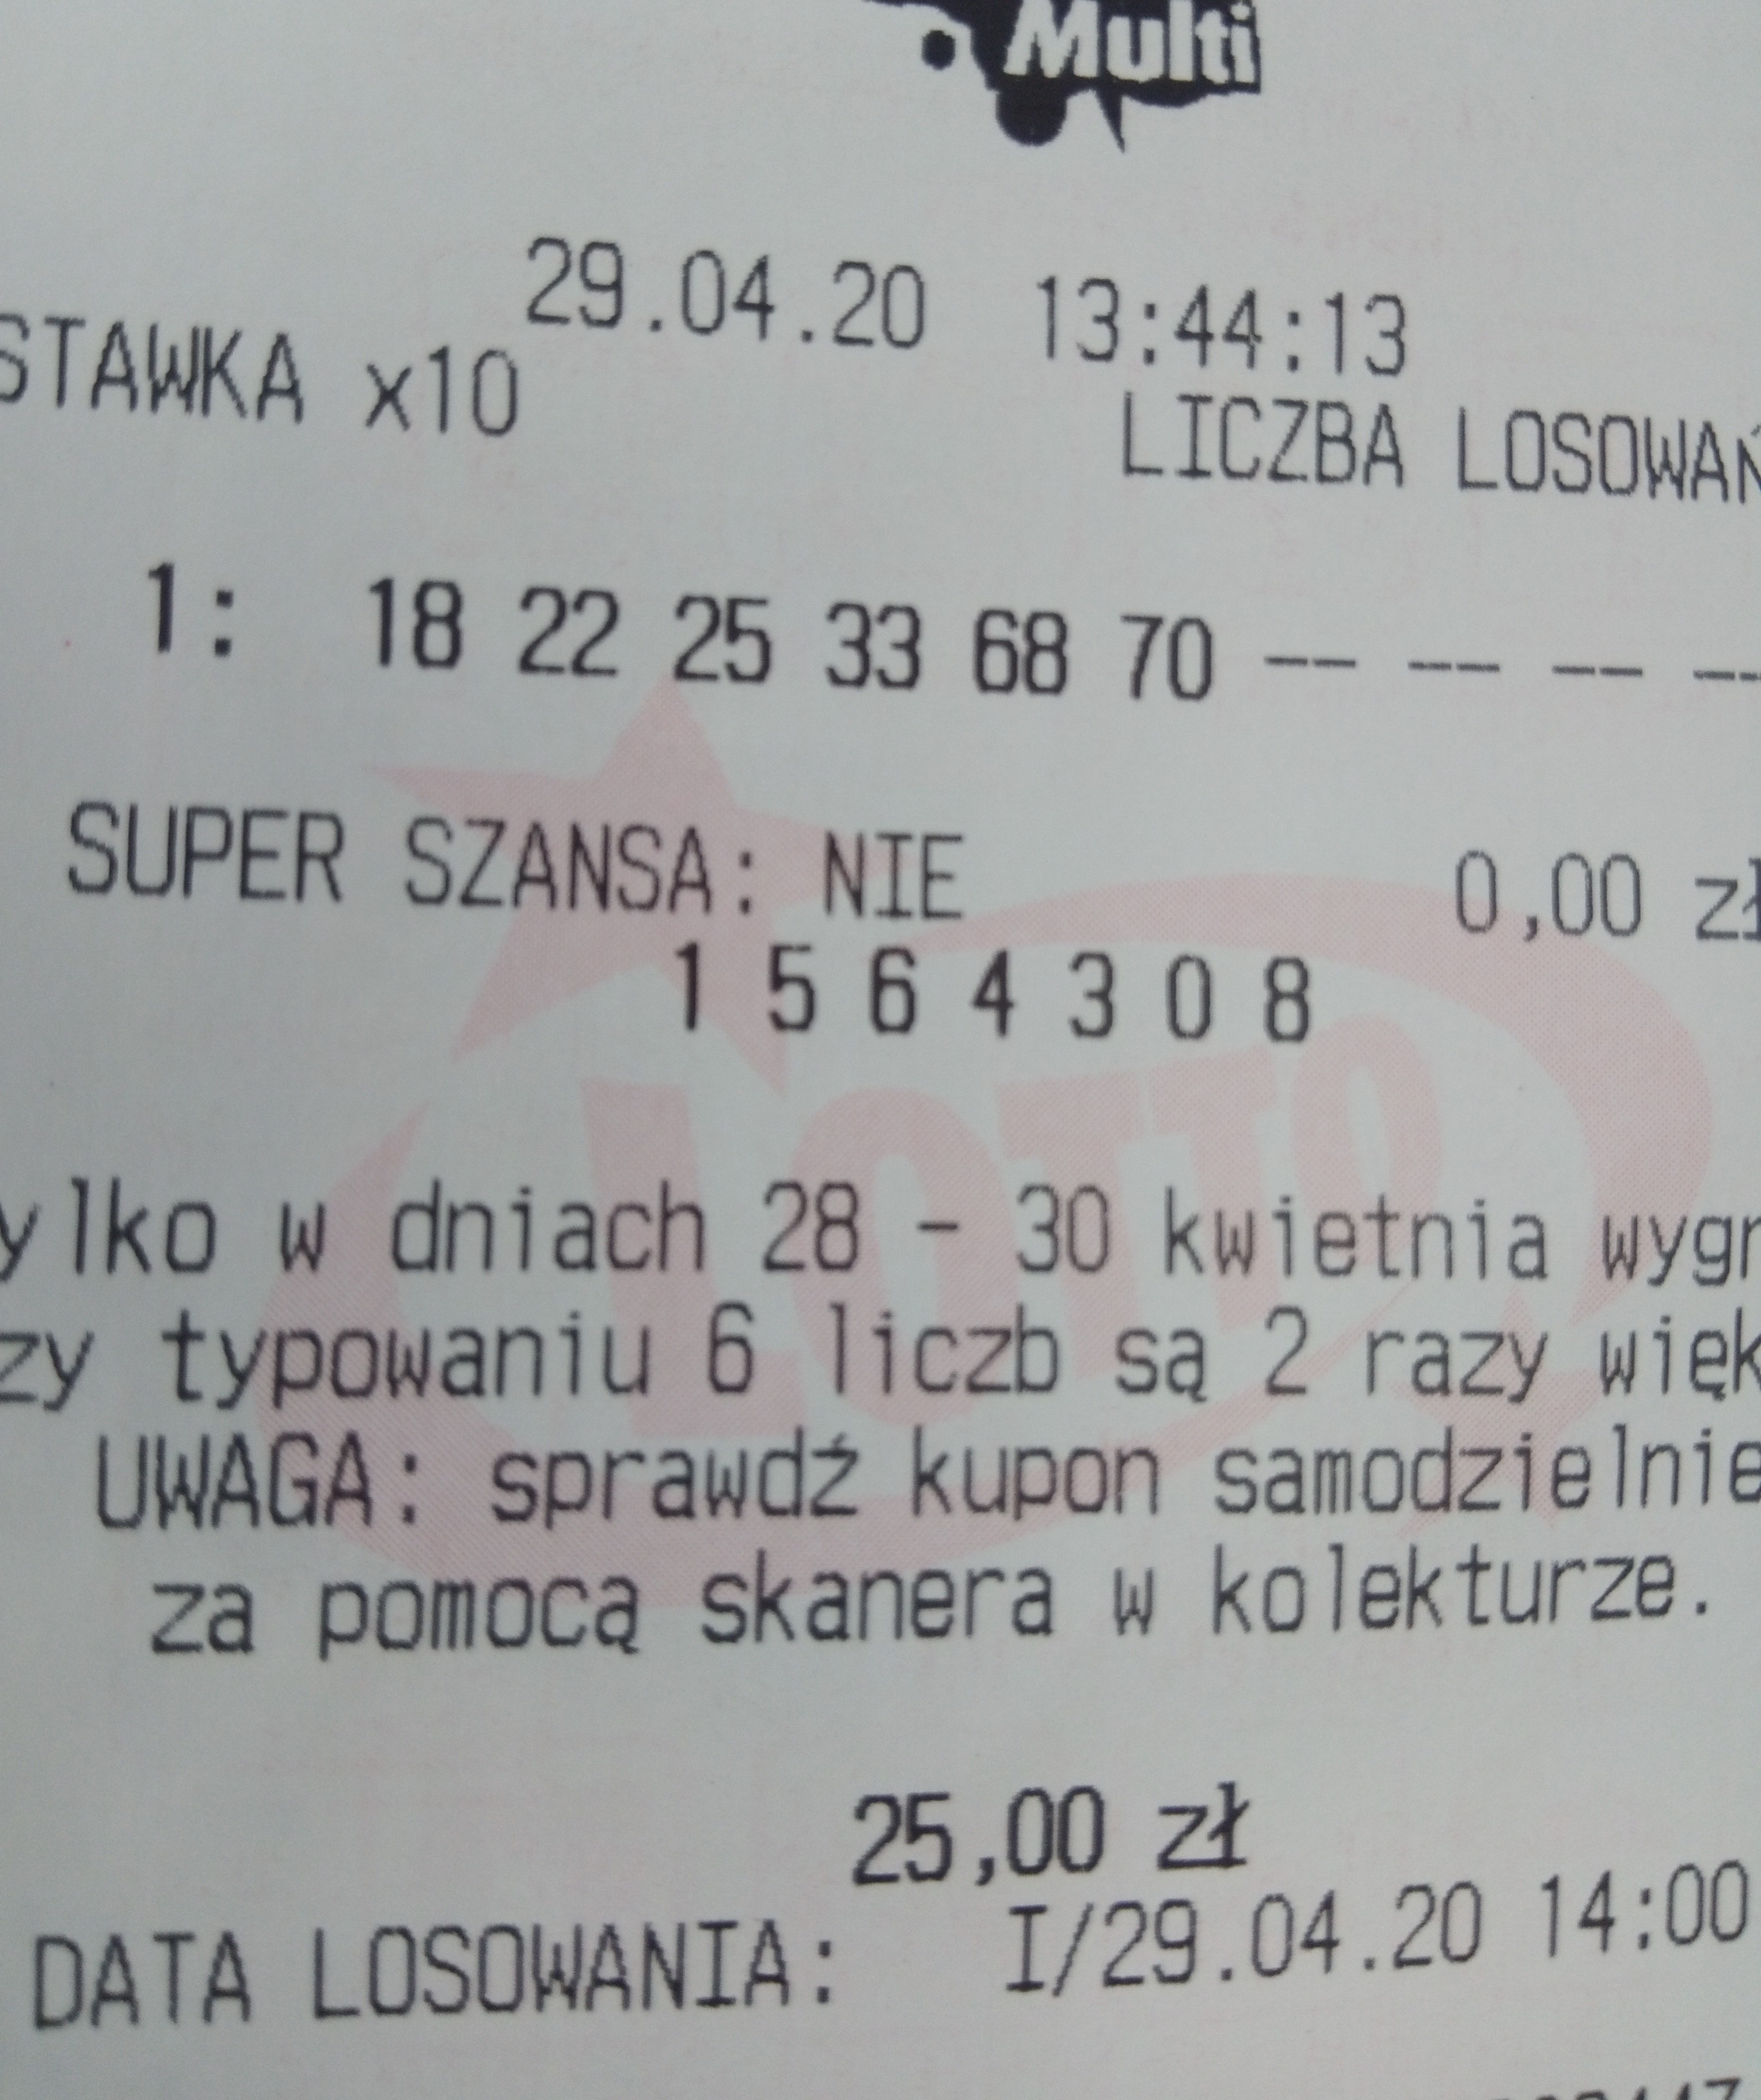 Multi
29.04.20 13:44:13
STAWKA x10
LICZBA LOSOWAŃ
1: 18 22 25 33 68 70 -- -- -- --
SUPER SZANSA: NIE 0,00 zł
1 5 6 4 3 0 8
LOTTO
ylko w dniach 28 - 30 kwietnia wygr
zy typowaniu 6 liczb są 2 razy więk
UWAGA: sprawdź kupon samodzielnie
za pomocą skanera w kolekturze.
25,00 zł
DATA LOSOWANIA: I/29.04.20 14:00